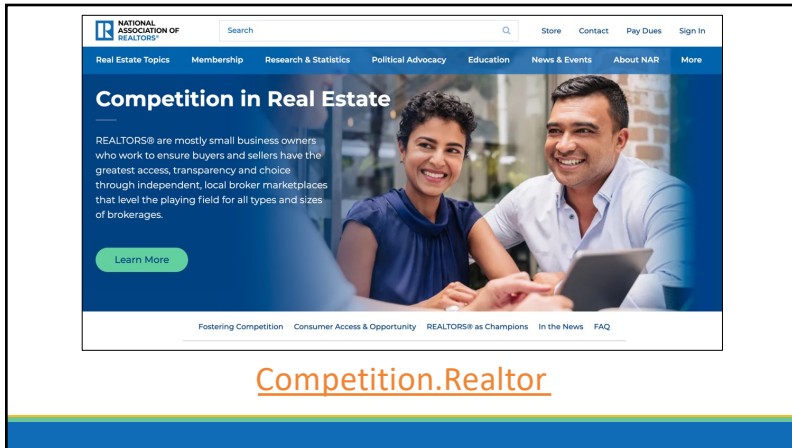 NATIONAL
ASSOCIATION OF
REALTORS®
Search
Store Contact Pay Dues Sign In
Real Estate Topics Membership Research & Statistics Political Advocacy Education News & Events About NAR More
Competition in Real Estate
REALTORS® are mostly small business owners
who work to ensure buyers and sellers have the
greatest access, transparency and choice
through independent, local broker marketplaces
that level the playing field for all types and sizes
of brokerages.
Learn More
Fostering Competition Consumer Access & Opportunity REALTORS® as Champions In the News FAQ
Competition.Realtor